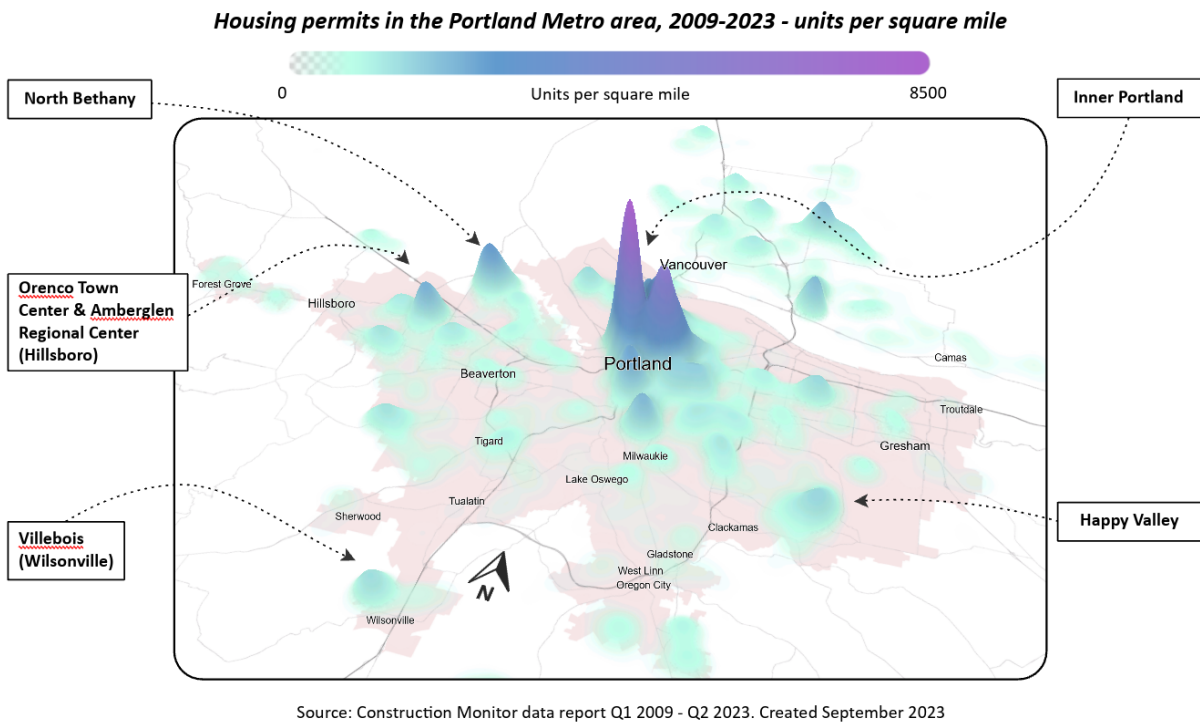 Housing permits in the Portland Metro area, 2009-2023 - units per square mile
0
Units per square mile
8500
North Bethany
Inner Portland
Orenco Town
Center & Amberglen
Regional Center
(Hillsboro)
Forest Grove
Hillsboro
Vancouver
Portland
Camas
Beaverton
Troutdale
Tigard
Gresham
Milwaukie
Lake Oswego
Tualatin
Sherwood
Clackamas
Happy Valley
Villebois
(Wilsonville)
Gladstone
West Linn
Oregon City
N
Wilsonville
Source: Construction Monitor data report Q1 2009 - Q2 2023. Created September 2023